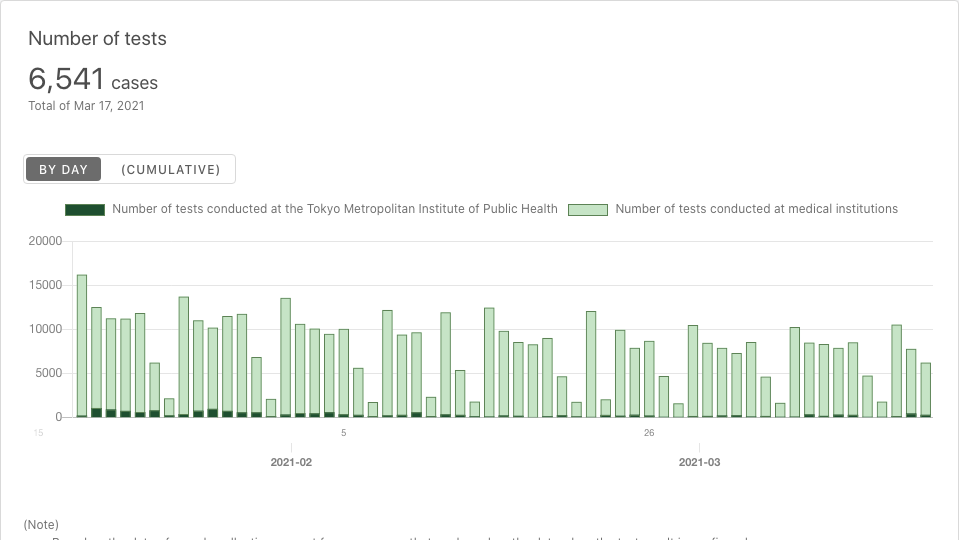 Number of tests
6,541 cases
Total of Mar 17, 2021
BY DAY (CUMULATIVE)
Number of tests conducted at the Tokyo Metropolitan Institute of Public Health Number of tests conducted at medical institutions
20000
15000
10000
5000
0
15 5 26
2021-02 2021-03
(Note)